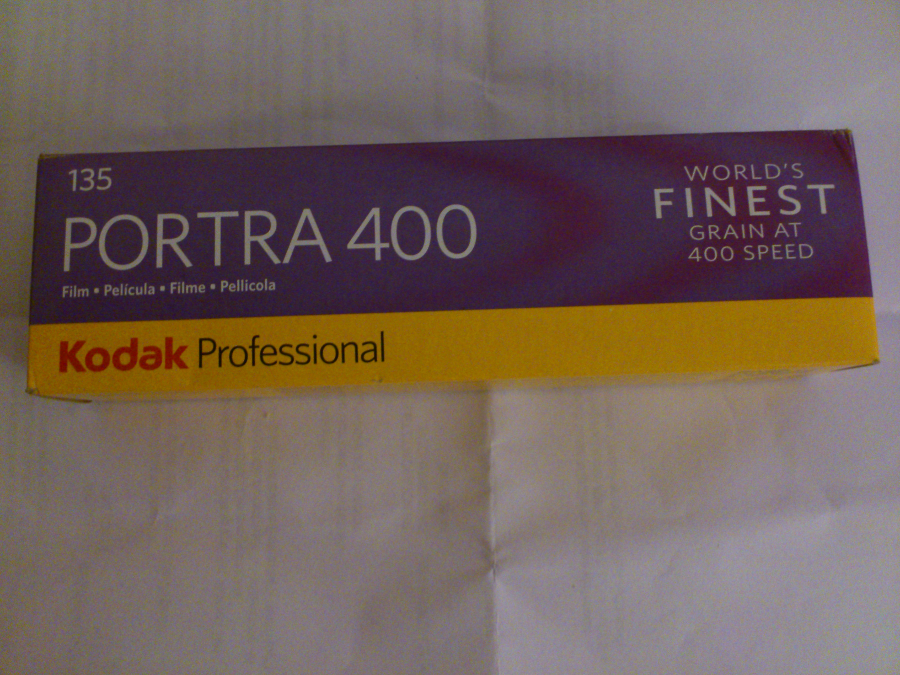 135
PORTRA 400
Film • Película • Filme • Pellicola
Kodak Professional
WORLD'S
FINEST
GRAIN AT
400 SPEED